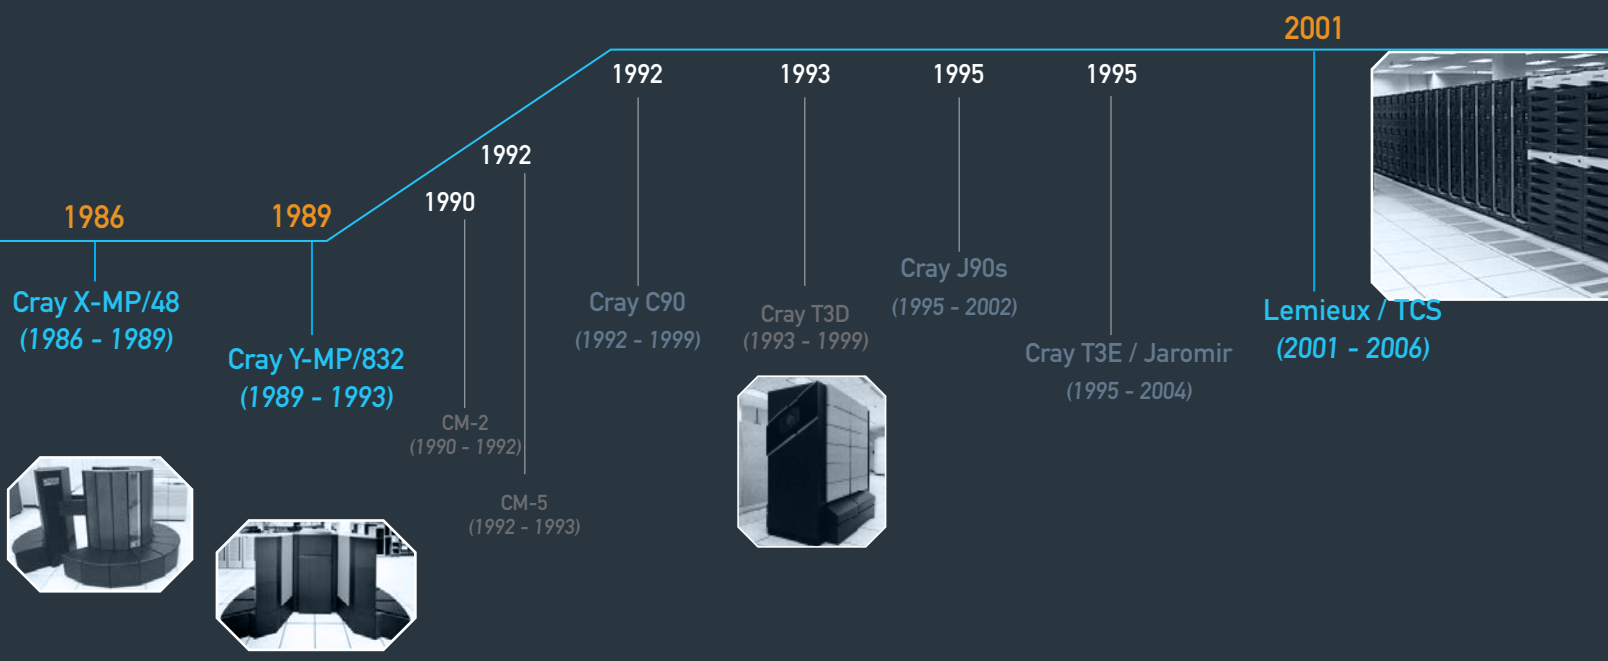 1986
Cray X-MP/48
(1986 - 1989)
1989
Cray Y-MP/832
(1989 - 1993)
1990
CM-2
(1990 - 1992)
1992
CM-5
(1992 - 1993)
1992
Cray C90
(1992 - 1999)
1993
Cray T3D
(1993 - 1999)
1995
Cray J90s
(1995 - 2002)
1995
Cray T3E / Jaromir
(1995 - 2004)
2001
Lemieux / TCS
(2001 - 2006)